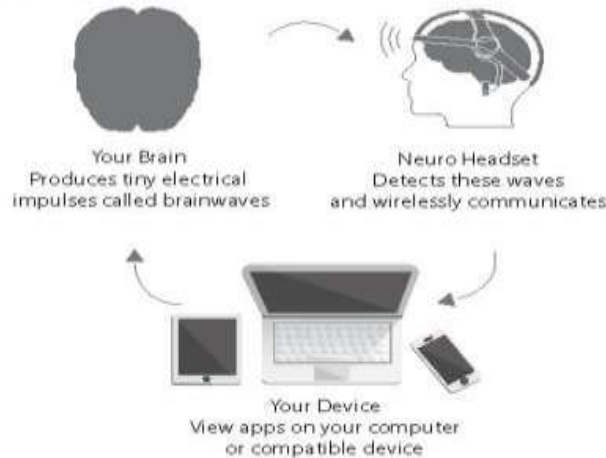 Your Brain
Produces tiny electrical
impulses called brainwaves
Neuro Headset
Detects these waves
and wirelessly communicates
Your Device
View apps on your computer
or compatible device